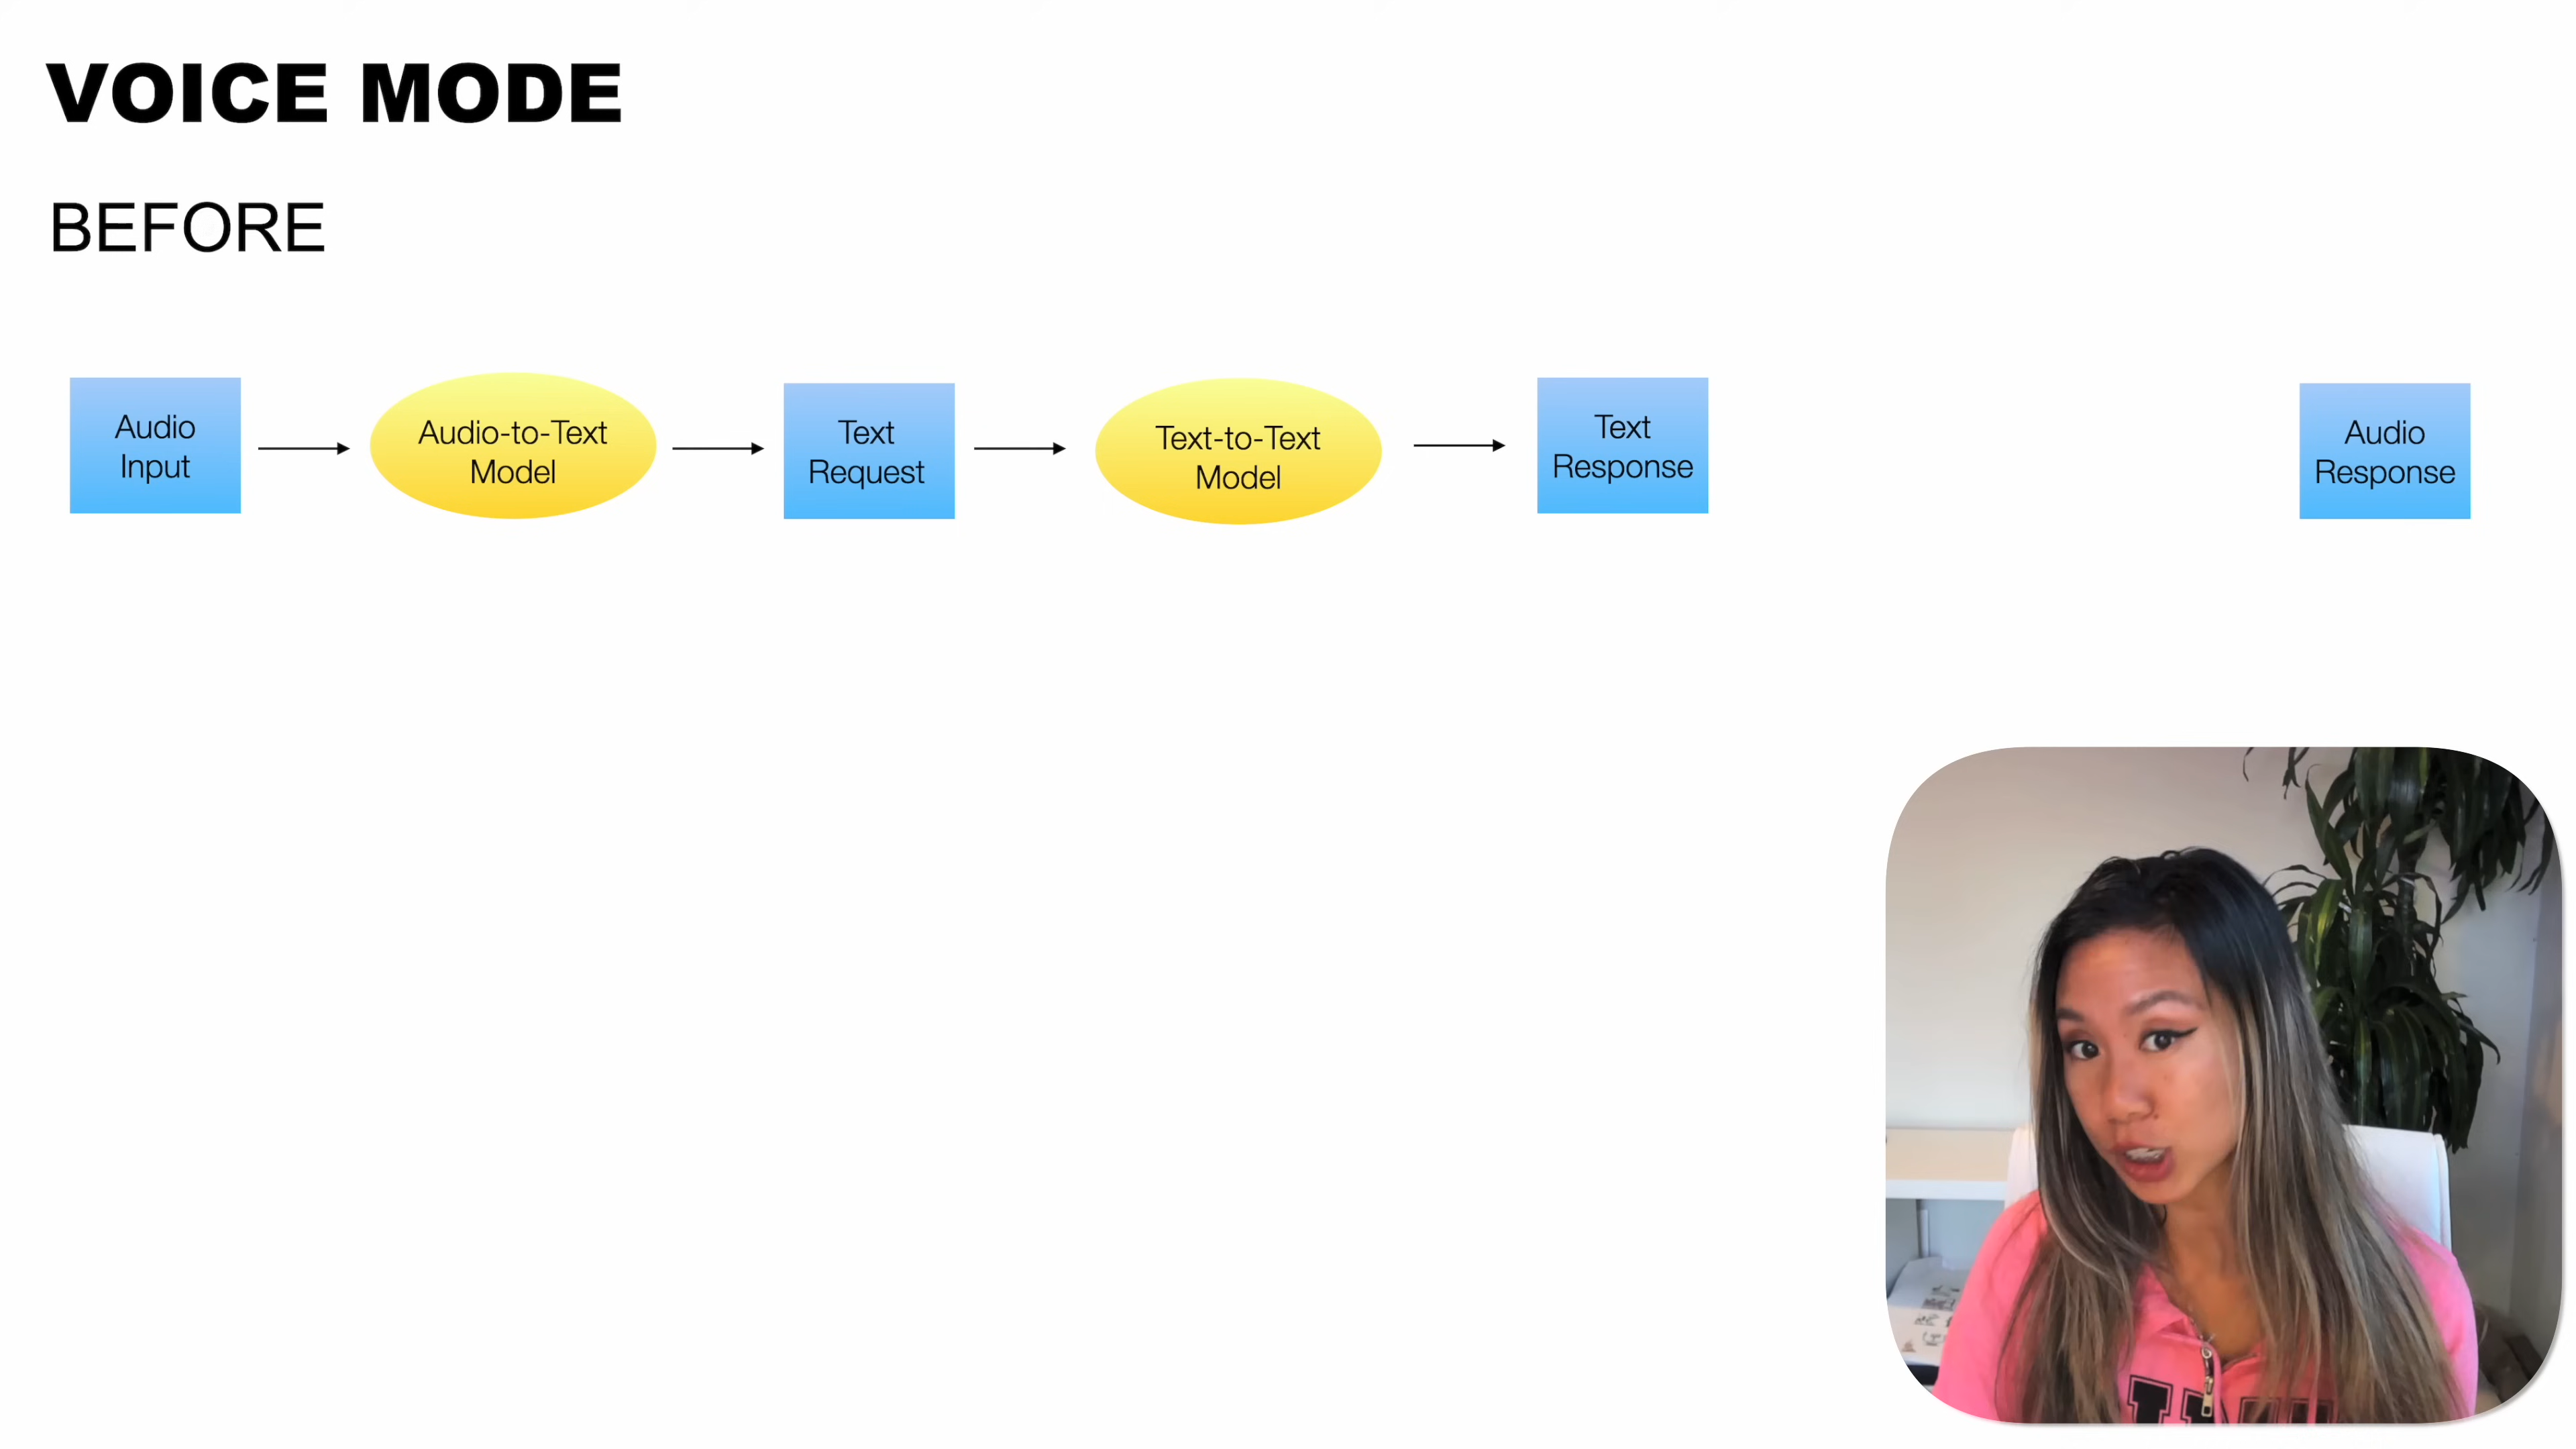 VOICE MODE
BEFORE
Audio
Input
Audio-to-Text
Model
Text
Request
Text-to-Text
Model
Text
Response
Audio
Response